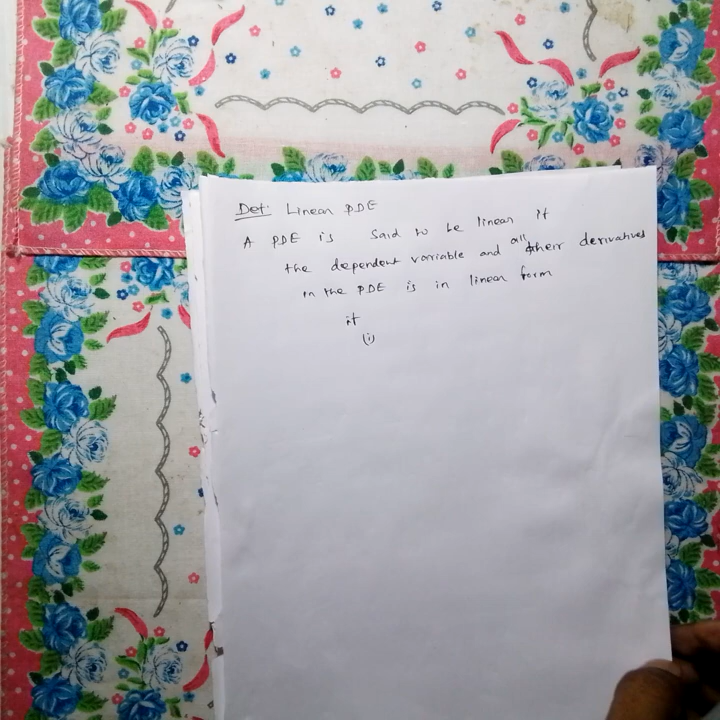 Def: Linear PDE
A PDE is said to be linear if
the dependent variable and all their derivatives
in the PDE is in linear form
if
(i)